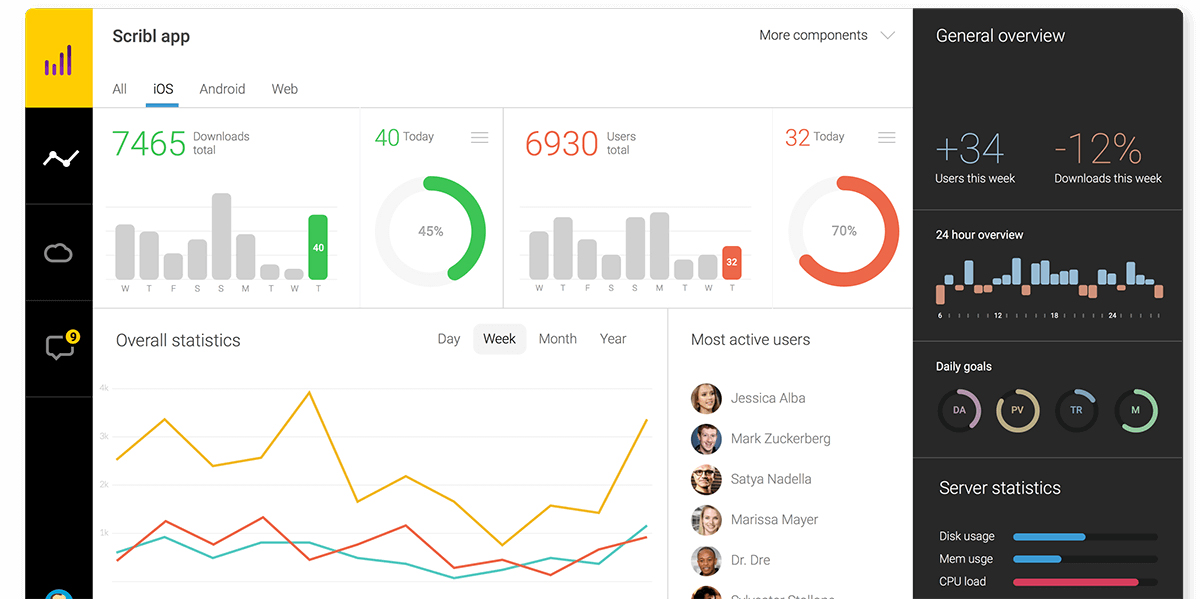 Scribl app
More components
All iOS Android Web
7465 Downloads total
40 Today
45%
40
W T F S S M T W T
6930 Users total
32 Today
70%
32
W T F S S M T W T
9
Overall statistics
Day Week Month Year
4k
3k
2k
1k
Most active users
Jessica Alba
Mark Zuckerberg
Satya Nadella
Marissa Mayer
Dr. Dre
General overview
+34
Users this week
-12%
Downloads this week
24 hour overview
6 12 18 24
Daily goals
DA PV TR M
Server statistics
Disk usage
Mem usge
CPU load